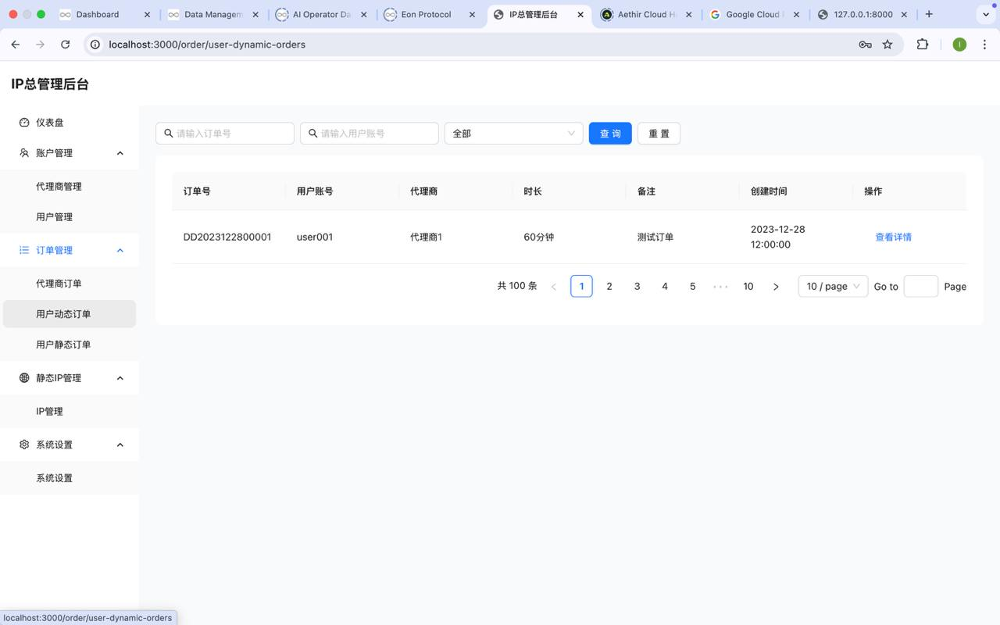 Dashboard
Data Managem
AI Operator Da
Eon Protocol
IP总管理后台
Aethir Cloud H
Google Cloud
127.0.0.1:8000
localhost:3000/order/user-dynamic-orders
I
IP总管理后台
仪表盘
账户管理
代理商管理
用户管理
订单管理
代理商订单
用户动态订单
用户静态订单
静态IP管理
IP管理
系统设置
系统设置
请输入订单号
请输入用户账号
全部
查 询
重 置
订单号 用户账号 代理商 时长 备注 创建时间 操作
DD2023122800001 user001 代理商1 60分钟 测试订单 2023-12-28 查看详情
12:00:00
共 100 条 1 2 3 4 5 ••• 10 10 / page Go to Page
localhost:3000/order/user-dynamic-orders